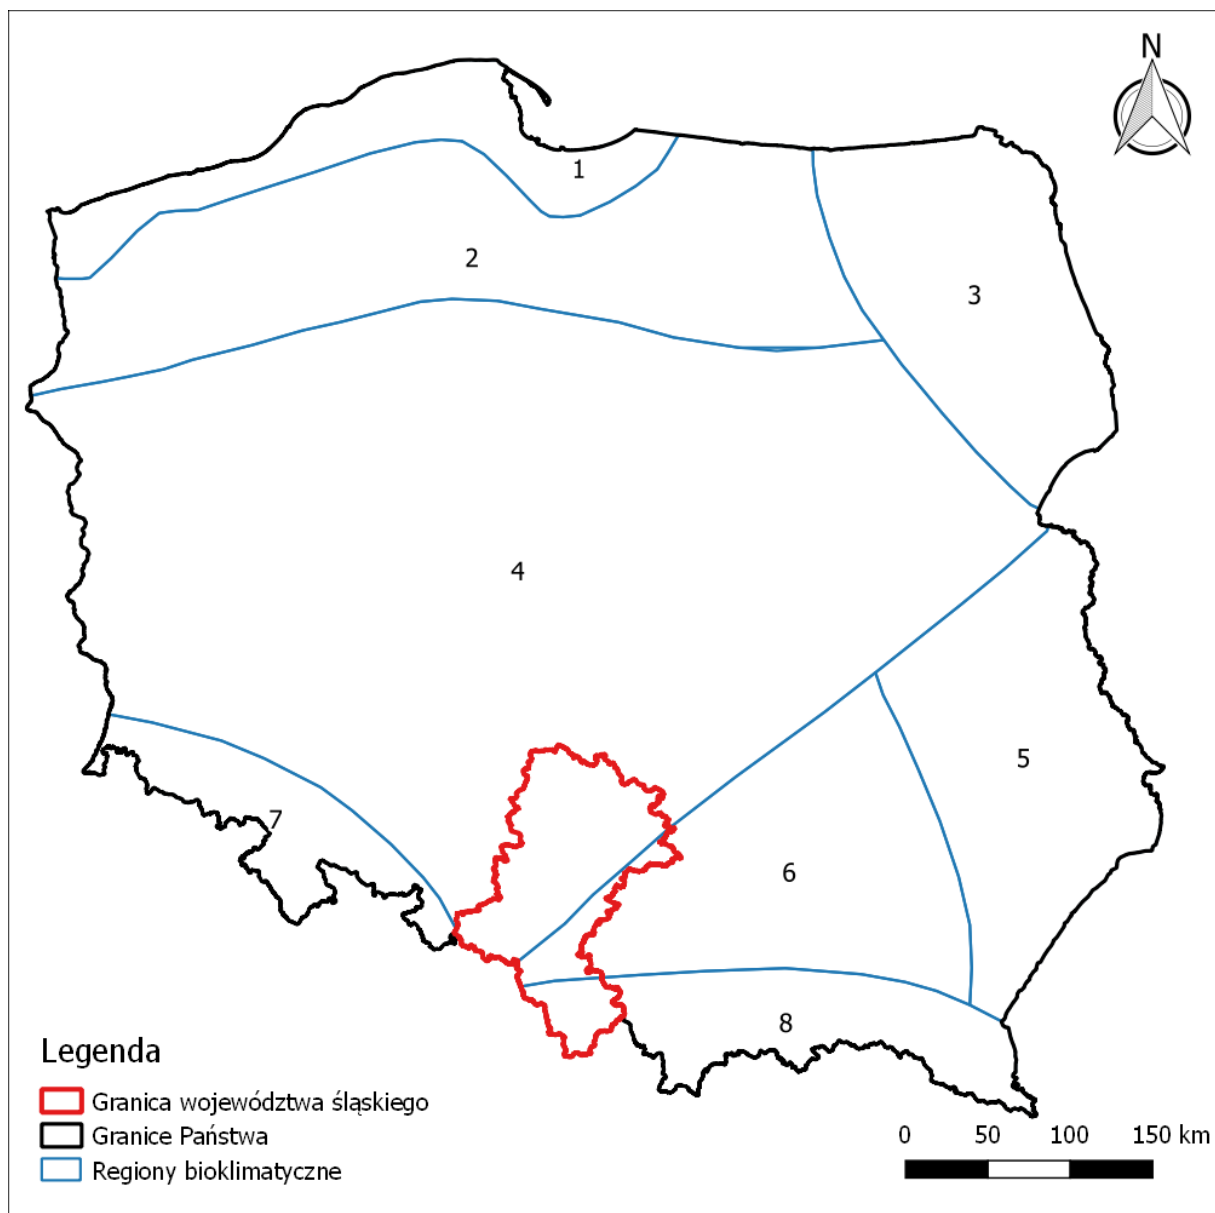 N
1
2
3
4
5
6
7
8
Legenda
Granica województwa śląskiego
Granice Państwa
Regiony bioklimatyczne
0 50 100 150 km